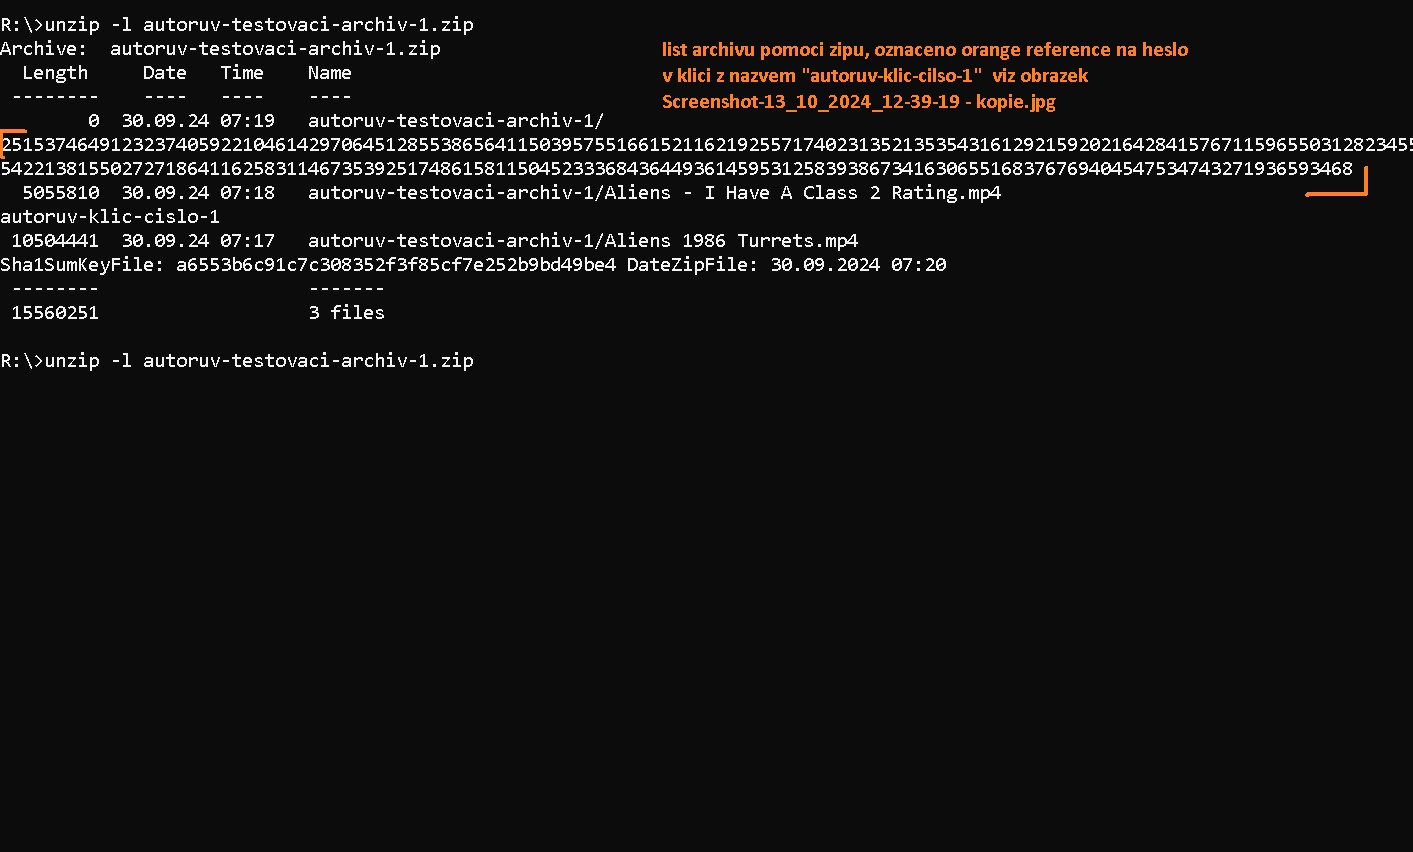 R:\>unzip -l autoruv-testovaci-archiv-1.zip
Archive:  autoruv-testovaci-archiv-1.zip
list archivu pomoci zipu, oznaceno orange reference na heslo
v klici z nazvem "autoruv-klic-cilso-1"  viz obrazek
Screenshot-13_10_2024_12-39-19 - kopie.jpg
  Length     Date   Time    Name
 --------    ----   ----    ----
        0  30.09.24 07:19   autoruv-testovaci-archiv-1/
251537464912323740592210461429706451285538656411503957551661521162192557174023135213535431612921592021642841576711596550312823455
542213815502727186411625831146735392517486158115045233368436449361459531258393867341630655168376769404547534743271936593468
  5055810  30.09.24 07:18   autoruv-testovaci-archiv-1/Aliens - I Have A Class 2 Rating.mp4
autoruv-klic-cislo-1
 10504441  30.09.24 07:17   autoruv-testovaci-archiv-1/Aliens 1986 Turrets.mp4
Sha1SumKeyFile: a6553b6c91c7c308352f3f85cf7e252b9bd49be4 DateZipFile: 30.09.2024 07:20
 --------                   -------
 15560251                   3 files
R:\>unzip -l autoruv-testovaci-archiv-1.zip